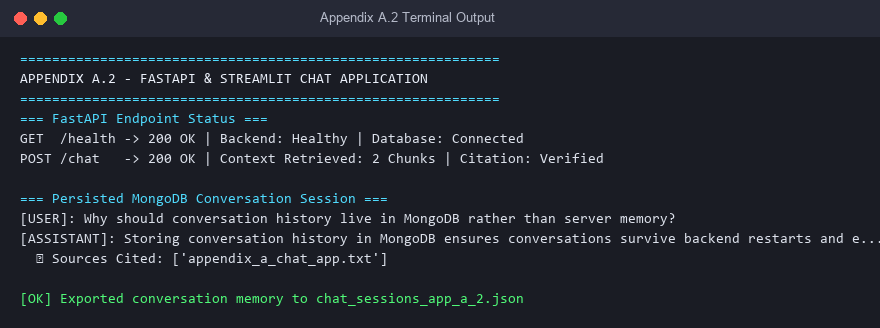 Appendix A.2 Terminal Output
============================================================
APPENDIX A.2 - FASTAPI & STREAMLIT CHAT APPLICATION
============================================================
=== FastAPI Endpoint Status ===
GET  /health -> 200 OK | Backend: Healthy | Database: Connected
POST /chat   -> 200 OK | Context Retrieved: 2 Chunks | Citation: Verified
=== Persisted MongoDB Conversation Session ===
[USER]: Why should conversation history live in MongoDB rather than server memory?
[ASSISTANT]: Storing conversation history in MongoDB ensures conversations survive backend restarts and e...
Sources Cited: ['appendix_a_chat_app.txt']
[OK] Exported conversation memory to chat_sessions_app_a_2.json